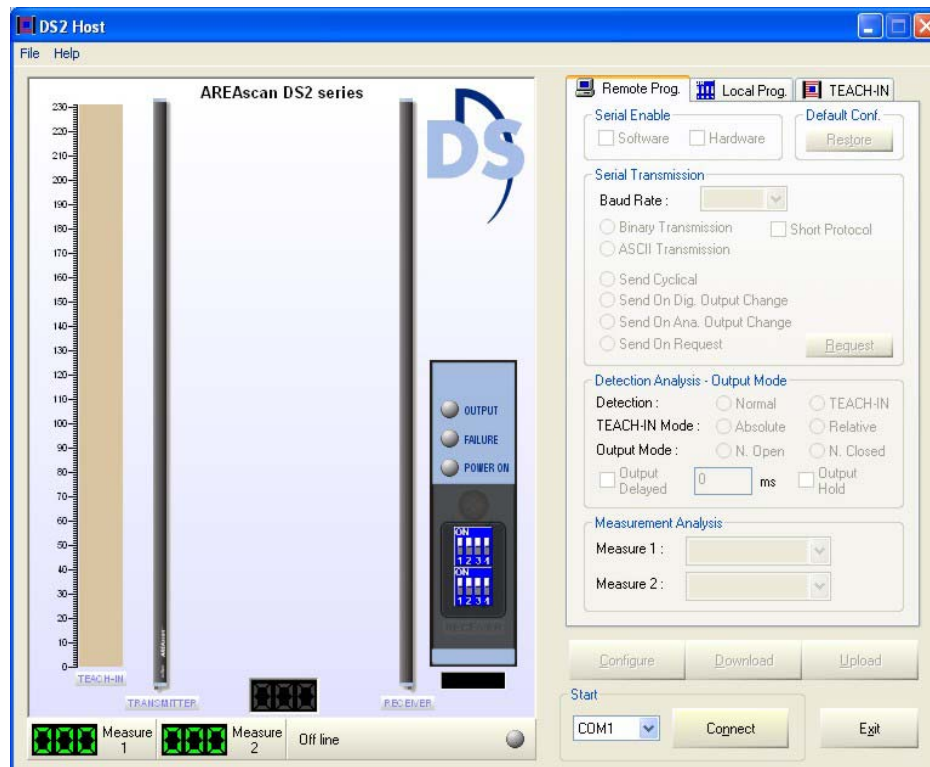 DS2 Host
File Help
AREAscan DS2 series
DS
230
220
210
200
190
180
170
160
150
140
130
120
110
100
90
80
70
60
50
40
30
20
10
0
TEACH-IN
TRANSMITTER
RECEIVER
AREAscan
OUTPUT
FAILURE
POWER ON
ON
1 2 3 4
ON
1 2 3 4
RECEIVER
Measure 1
Measure 2
Off line
Remote Prog.
Local Prog.
TEACH-IN
Serial Enable
Software
Hardware
Default Conf.
Restore
Serial Transmission
Baud Rate :
Binary Transmission
Short Protocol
ASCII Transmission
Send Cyclical
Send On Dig. Output Change
Send On Ana. Output Change
Send On Request
Request
Detection Analysis - Output Mode
Detection :
Normal
TEACH-IN
TEACH-IN Mode :
Absolute
Relative
Output Mode :
N. Open
N. Closed
Output Delayed
0
ms
Output Hold
Measurement Analysis
Measure 1 :
Measure 2 :
Configure
Download
Upload
Start
COM1
Connect
Exit